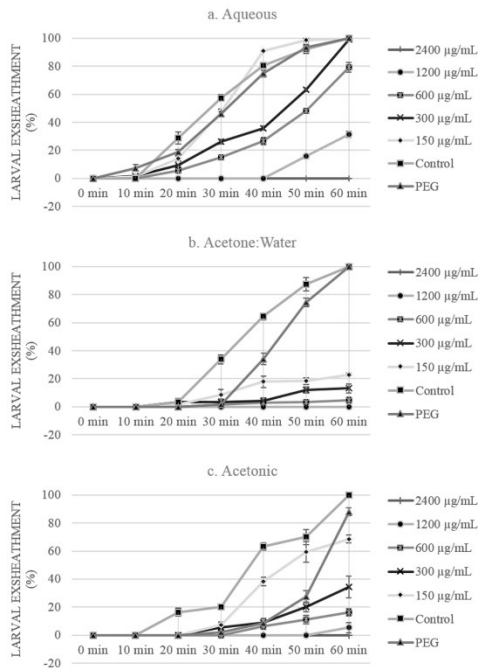 a. Aqueous
LARVAL EXSHEATHMENT
(%)
100
80
60
40
20
0
-20
0 min 10 min 20 min 30 min 40 min 50 min 60 min
2400 µg/mL
1200 µg/mL
600 µg/mL
300 µg/mL
150 µg/mL
Control
PEG
b. Acetone:Water
LARVAL EXSHEATHMENT
(%)
100
80
60
40
20
0
-20
0 min 10 min 20 min 30 min 40 min 50 min 60 min
2400 µg/mL
1200 µg/mL
600 µg/mL
300 µg/mL
150 µg/mL
Control
PEG
c. Acetonic
LARVAL EXSHEATHMENT
(%)
100
80
60
40
20
0
-20
0 min 10 min 20 min 30 min 40 min 50 min 60 min
2400 µg/mL
1200 µg/mL
600 µg/mL
300 µg/mL
150 µg/mL
Control
PEG